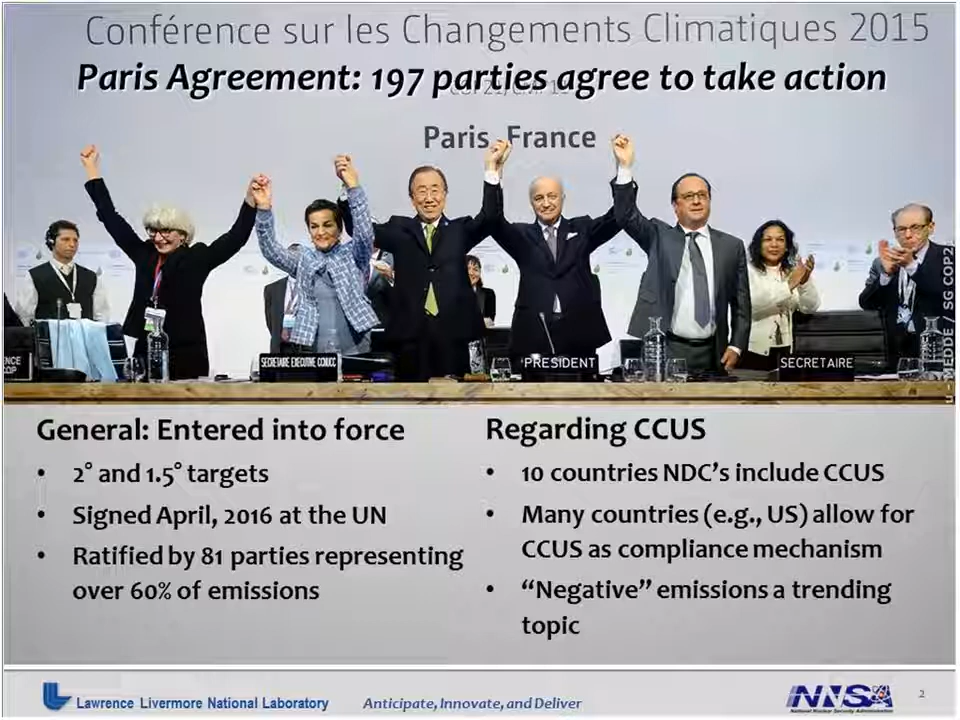 Conférence sur les Changements Climatiques 2015
Paris Agreement: 197 parties agree to take action
Paris, France
SECRETAIRE EXECUTIVE CCNUCC
PRESIDENT
SECRETAIRE
SG COP21
General: Entered into force
• 2° and 1.5° targets
• Signed April, 2016 at the UN
• Ratified by 81 parties representing
over 60% of emissions
Regarding CCUS
• 10 countries NDC’s include CCUS
• Many countries (e.g., US) allow for
CCUS as compliance mechanism
• “Negative” emissions a trending
topic
Lawrence Livermore National Laboratory
Anticipate, Innovate, and Deliver
NNSA
National Nuclear Security Administration
2